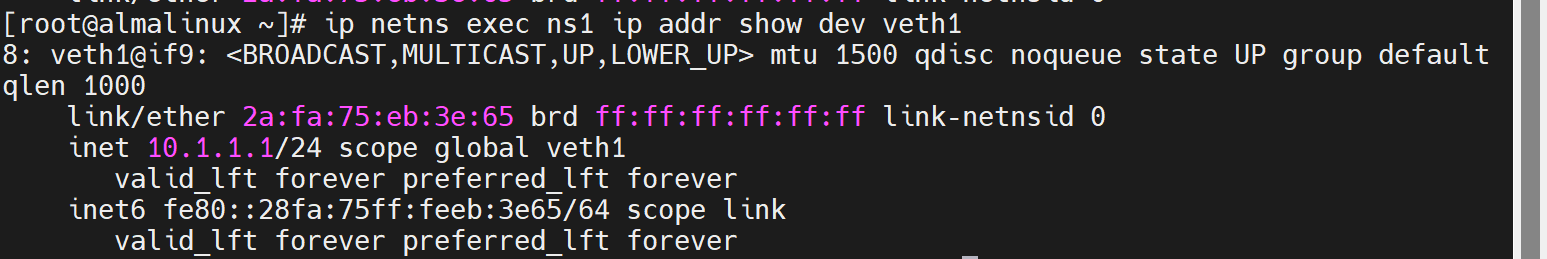 [root@almalinux ~]# ip netns exec ns1 ip addr show dev veth1
8: veth1@if9: <BROADCAST,MULTICAST,UP,LOWER_UP> mtu 1500 qdisc noqueue state UP group default
qlen 1000
    link/ether 2a:fa:75:eb:3e:65 brd ff:ff:ff:ff:ff:ff link-netnsid 0
    inet 10.1.1.1/24 scope global veth1
       valid_lft forever preferred_lft forever
    inet6 fe80::28fa:75ff:feeb:3e65/64 scope link
       valid_lft forever preferred_lft forever